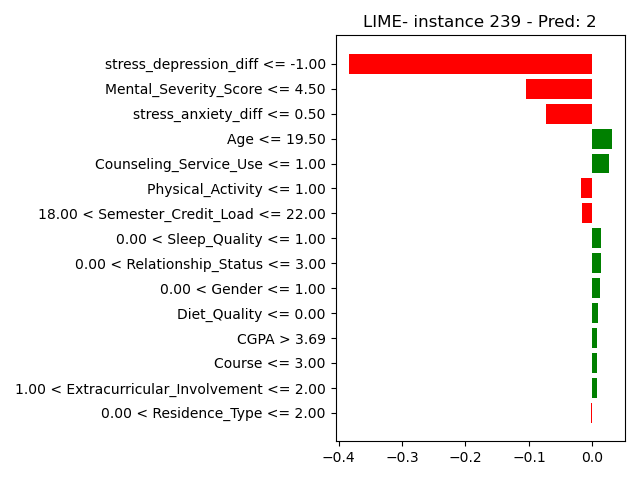 LIME- instance 239 - Pred: 2
stress_depression_diff <= -1.00
Mental_Severity_Score <= 4.50
stress_anxiety_diff <= 0.50
Age <= 19.50
Counseling_Service_Use <= 1.00
Physical_Activity <= 1.00
18.00 < Semester_Credit_Load <= 22.00
0.00 < Sleep_Quality <= 1.00
0.00 < Relationship_Status <= 3.00
0.00 < Gender <= 1.00
Diet_Quality <= 0.00
CGPA > 3.69
Course <= 3.00
1.00 < Extracurricular_Involvement <= 2.00
0.00 < Residence_Type <= 2.00
−0.4 −0.3 −0.2 −0.1 0.0